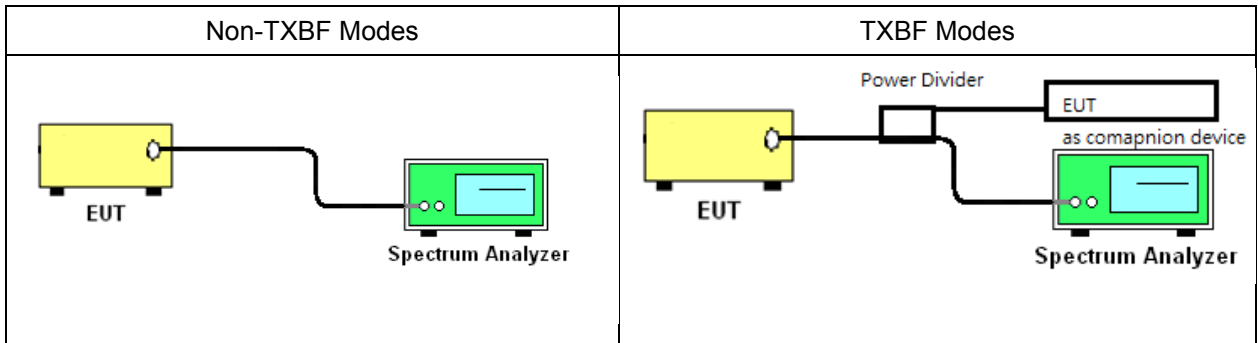 Non-TXBF Modes
TXBF Modes
EUT
Spectrum Analyzer
Power Divider
EUT
as comapnion device
EUT
Spectrum Analyzer